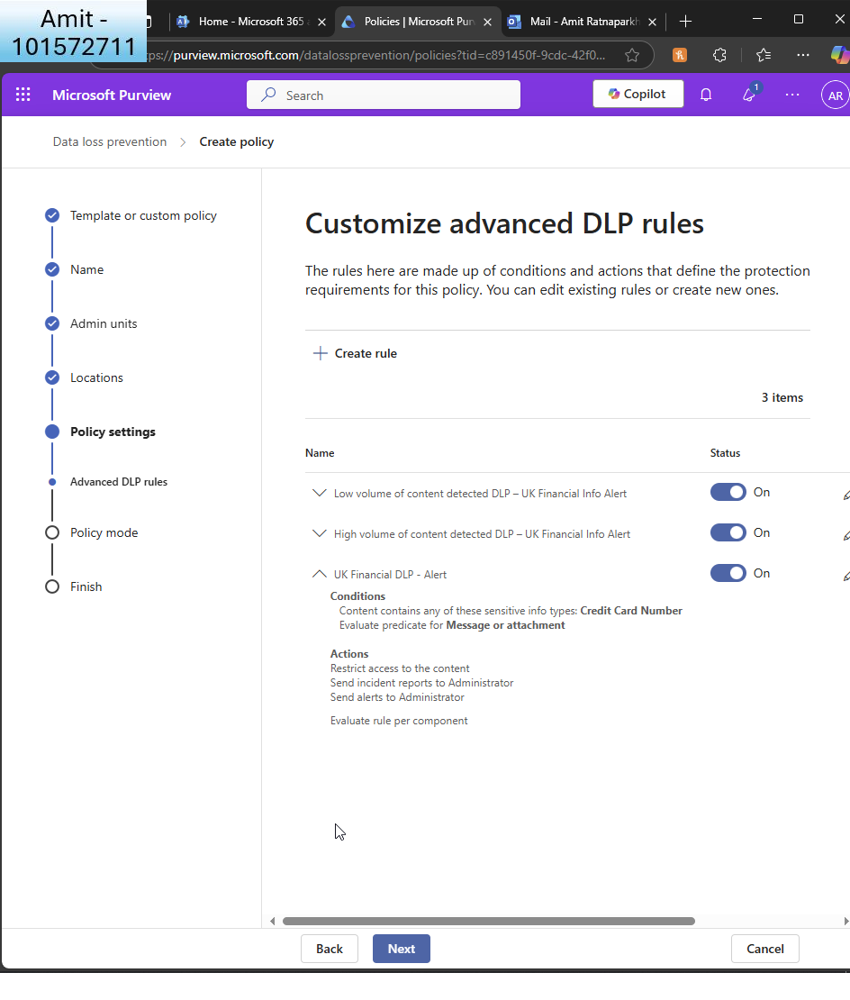 Amit -
101572711
Home - Microsoft 365
Policies | Microsoft Pur
Mail - Amit Ratnapark
ps://purview.microsoft.com/datalossprevention/policies?tid=c891450f-9cdc-42f0...
Microsoft Purview
Search
Copilot
1
AR
Data loss prevention
Create policy
Template or custom policy
Name
Admin units
Locations
Policy settings
Advanced DLP rules
Policy mode
Finish
Customize advanced DLP rules
The rules here are made up of conditions and actions that define the protection
requirements for this policy. You can edit existing rules or create new ones.
Create rule
3 items
Name Status
Low volume of content detected DLP – UK Financial Info Alert On
High volume of content detected DLP – UK Financial Info Alert On
UK Financial DLP - Alert On
Conditions
Content contains any of these sensitive info types: Credit Card Number
Evaluate predicate for Message or attachment
Actions
Restrict access to the content
Send incident reports to Administrator
Send alerts to Administrator
Evaluate rule per component
Back Next Cancel